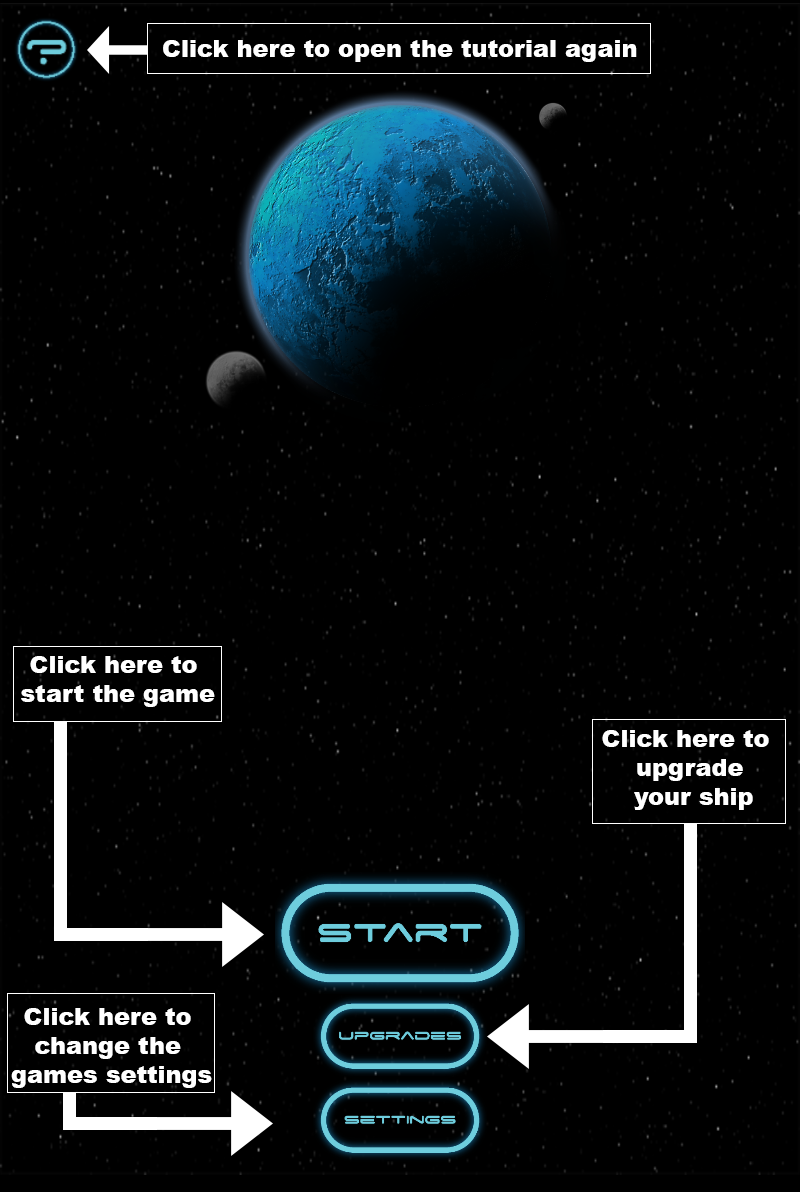 ?
Click here to open the tutorial again
Click here to
start the game
Click here to
upgrade
your ship
START
Click here to
change the
games settings
UPGRADES
SETTINGS